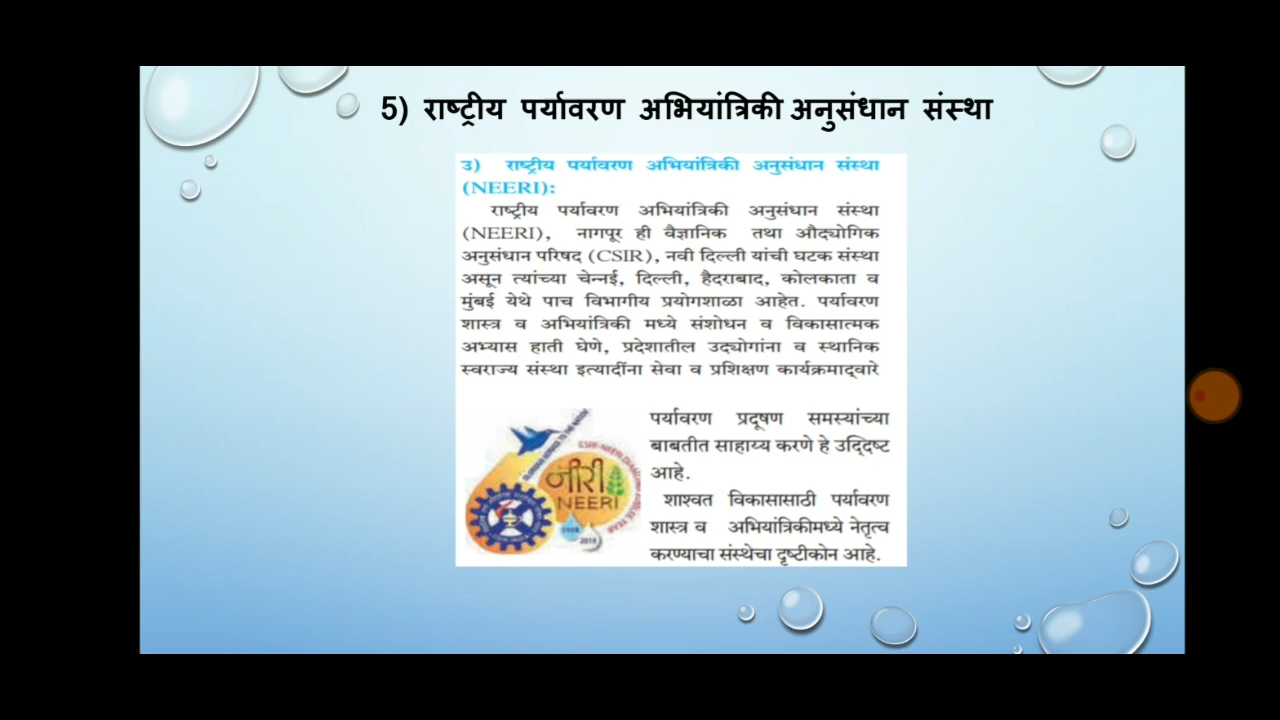 5) राष्ट्रीय पर्यावरण अभियांत्रिकी अनुसंधान संस्था
उ) राष्ट्रीय पर्यावरण अभियांत्रिकी अनुसंधान संस्था
(NEERI):
राष्ट्रीय पर्यावरण अभियांत्रिकी अनुसंधान संस्था
(NEERI), नागपूर ही वैज्ञानिक तथा औद्योगिक
अनुसंधान परिषद (CSIR), नवी दिल्ली यांची घटक संस्था
असून त्यांच्या चेन्नई, दिल्ली, हैदराबाद, कोलकाता व
मुंबई येथे पाच विभागीय प्रयोगशाळा आहेत. पर्यावरण
शास्त्र व अभियांत्रिकी मध्ये संशोधन व विकासात्मक
अभ्यास हाती घेणे, प्रदेशातील उद्योगांना व स्थानिक
स्वराज्य संस्था इत्यादींना सेवा व प्रशिक्षण कार्यक्रमाद्वारे
पर्यावरण प्रदूषण समस्यांच्या
बाबतीत साहाय्य करणे हे उद्दिष्ट
आहे.
शाश्वत विकासासाठी पर्यावरण
शास्त्र व अभियांत्रिकीमध्ये नेतृत्व
करण्याचा संस्थेचा दृष्टीकोन आहे.
नीरी
NEERI